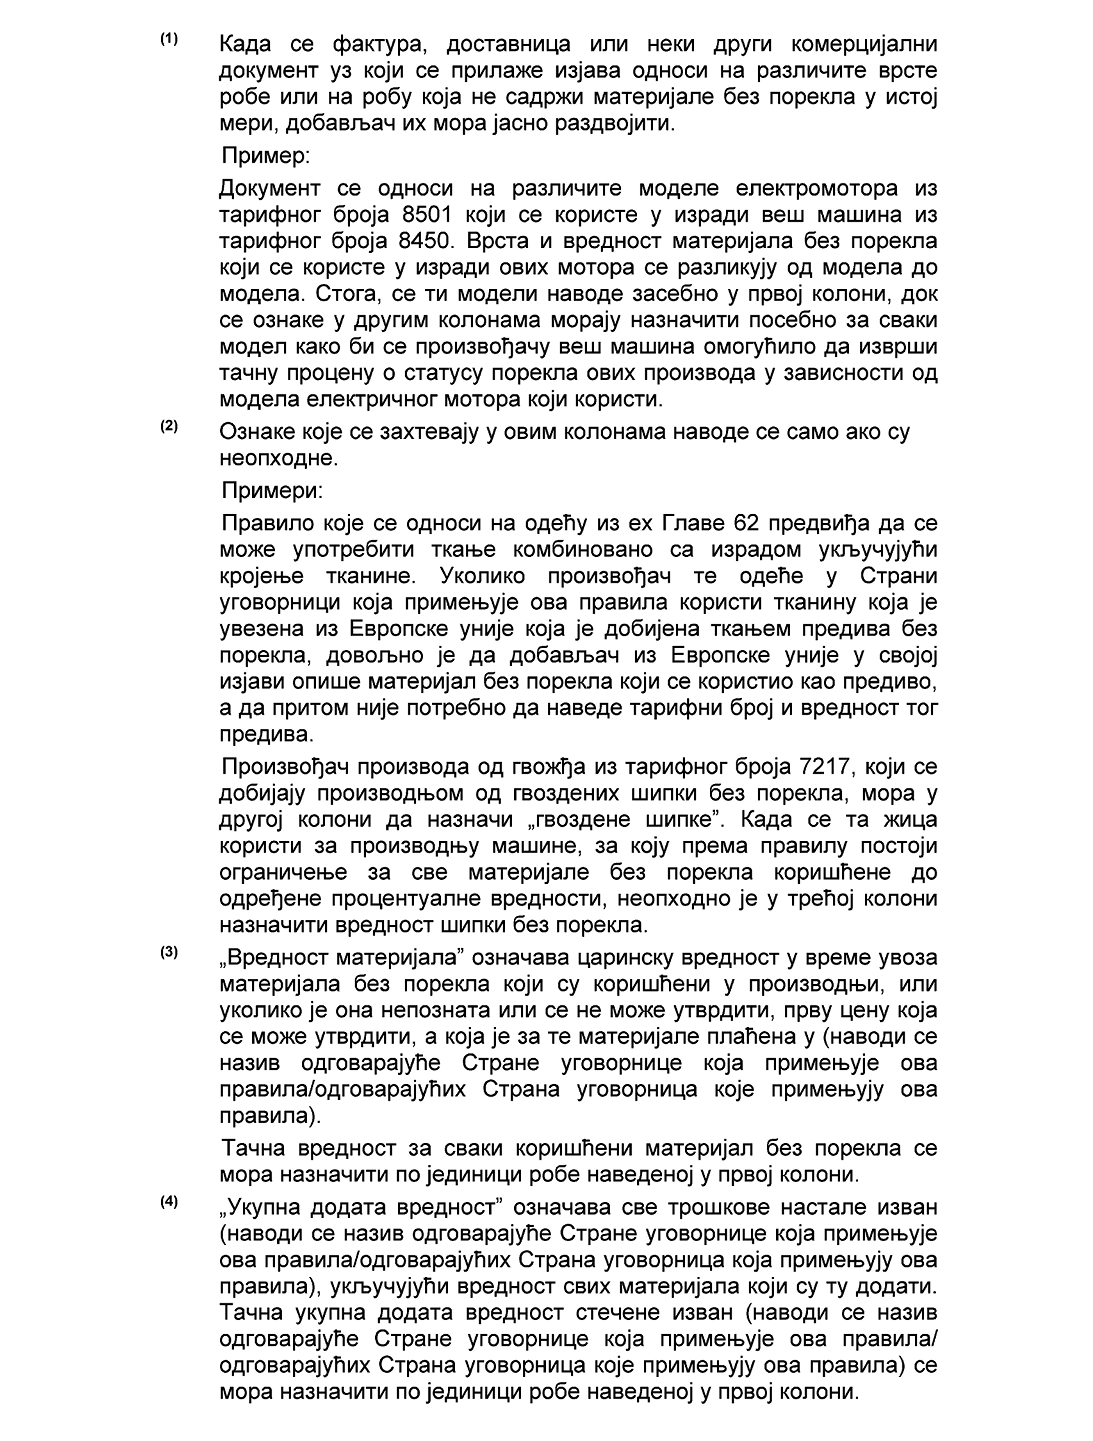 (1) Када се фактура, доставница или неки други комерцијални
документ уз који се прилаже изјава односи на различите врсте
робе или на робу која не садржи материјале без порекла у истој
мери, добављач их мора јасно раздвојити.
Пример:
Документ се односи на различите моделе електромотора из
тарифног броја 8501 који се користе у изради веш машина из
тарифног броја 8450. Врста и вредност материјала без порекла
који се користе у изради ових мотора се разликују од модела до
модела. Стога, се ти модели наводе засебно у првој колони, док
се ознаке у другим колонама морају назначити посебно за сваки
модел како би се произвођачу веш машина омогућило да изврши
тачну процену о статусу порекла ових производа у зависности од
модела електричног мотора који користи.
(2) Ознаке које се захтевају у овим колонама наводе се само ако су
неопходне.
Примери:
Правило које се односи на одећу из ex Главе 62 предвиђа да се
може употребити ткање комбиновано са израдом укључујући
кројење тканине. Уколико произвођач те одеће у Страни
уговорници која примењује ова правила користи тканину која је
увезена из Европске уније која је добијена ткањем предива без
порекла, довољно је да добављач из Европске уније у својој
изјави опише материјал без порекла који се користио као предиво,
а да притом није потребно да наведе тарифни број и вредност тог
предива.
Произвођач производа од гвожђа из тарифног броја 7217, који се
добијају производњом од гвоздених шипки без порекла, мора у
другој колони да назначи „гвоздене шипке”. Када се та жица
користи за производњу машине, за коју према правилу постоји
ограничење за све материјале без порекла коришћене до
одређене процентуалне вредности, неопходно је у трећој колони
назначити вредност шипки без порекла.
(3) „Вредност материјала” означава царинску вредност у време увоза
материјала без порекла који су коришћени у производњи, или
уколико је она непозната или се не може утврдити, прву цену која
се може утврдити, а која је за те материјале плаћена у (наводи се
назив одговарајуће Стране уговорнице која примењује ова
правила/одговарајућих Страна уговорница које примењују ова
правила).
Тачна вредност за сваки коришћени материјал без порекла се
мора назначити по јединици робе наведеној у првој колони.
(4) „Укупна додата вредност” означава све трошкове настале изван
(наводи се назив одговарајуће Стране уговорнице која примењује
ова правила/одговарајућих Страна уговорница која примењују ова
правила), укључујући вредност свих материјала који су ту додати.
Тачна укупна додата вредност стечене изван (наводи се назив
одговарајуће Стране уговорнице која примењује ова правила/
одговарајућих Страна уговорница које примењују ова правила) се
мора назначити по јединици робе наведеној у првој колони.